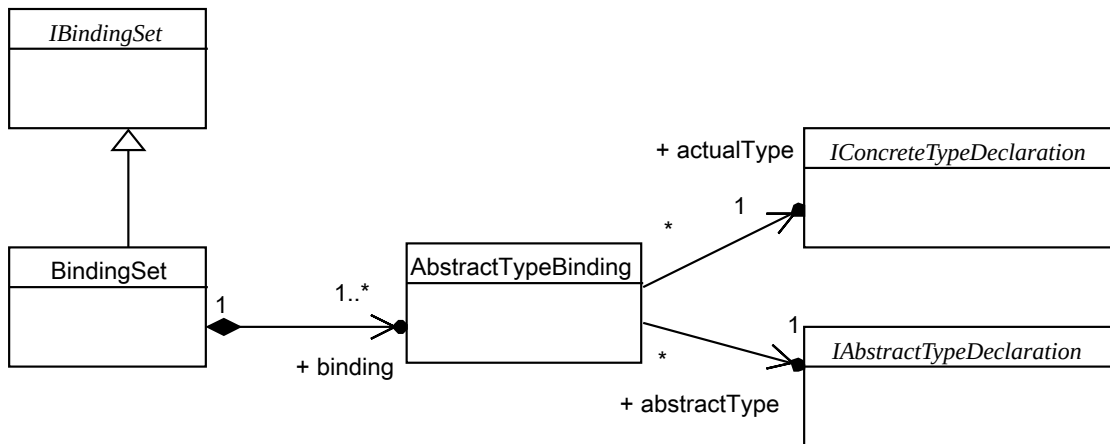 IBindingSet
+ actualType
IConcreteTypeDeclaration
1
*
BindingSet
AbstractTypeBinding
1
1..*
+ binding
1
*
IAbstractTypeDeclaration
+ abstractType